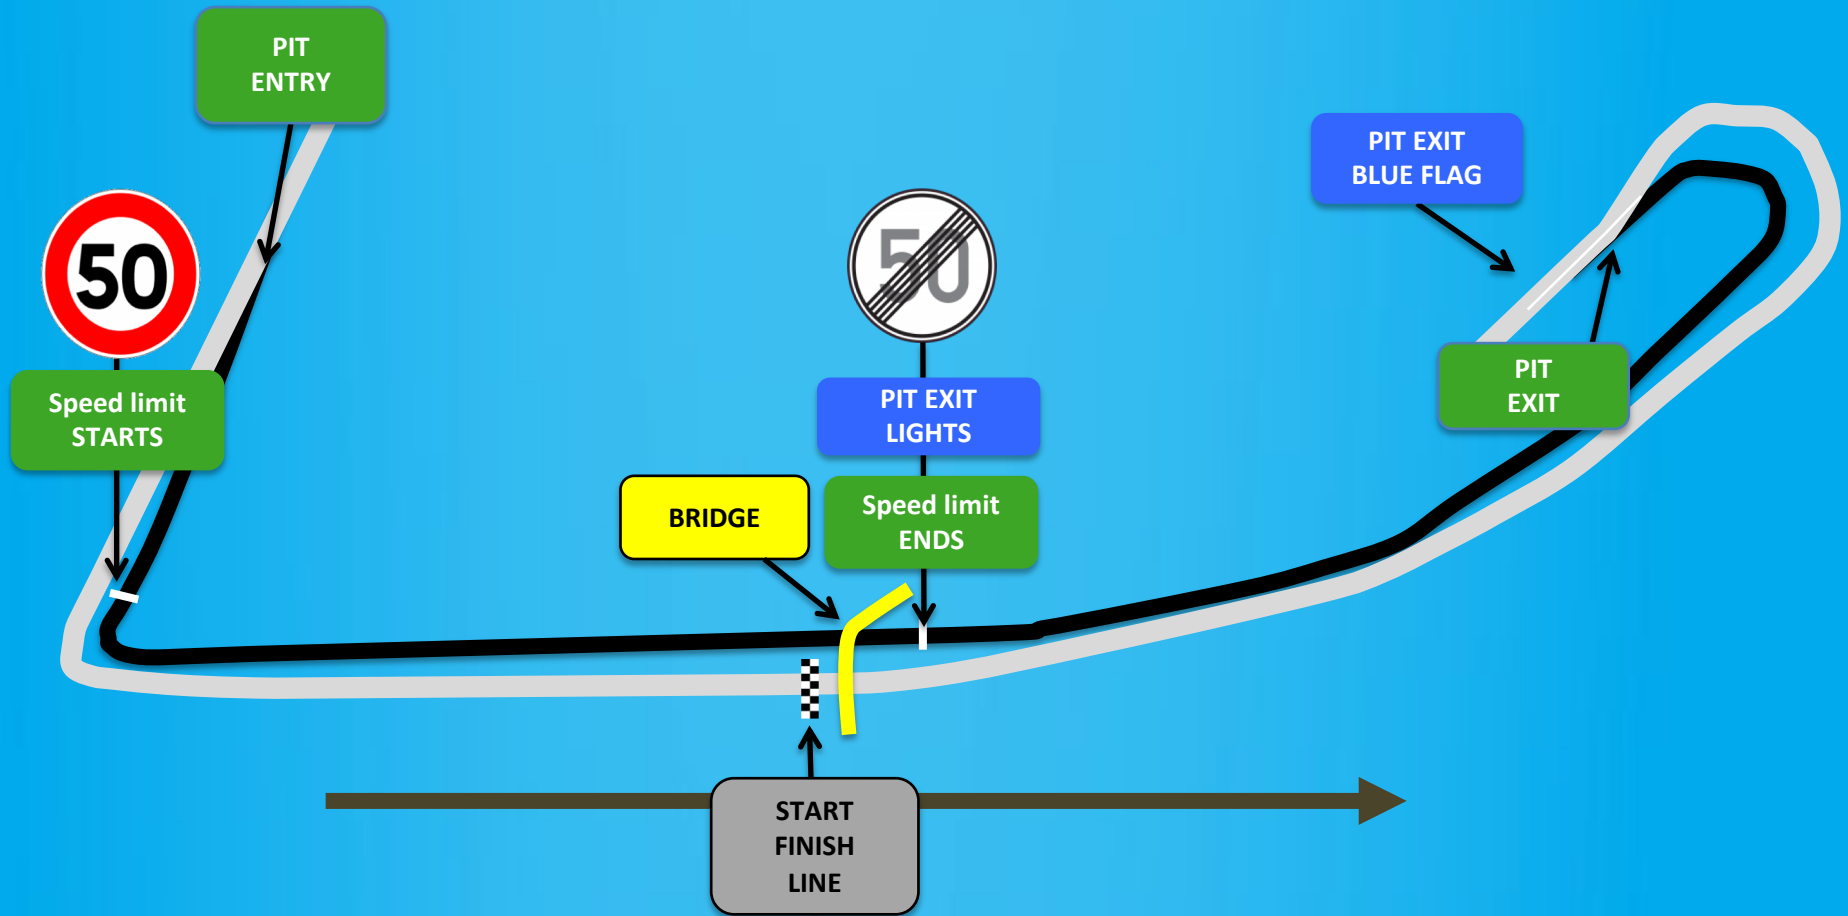 PIT
ENTRY
50
Speed limit
STARTS
50
PIT EXIT
LIGHTS
Speed limit
ENDS
BRIDGE
PIT EXIT
BLUE FLAG
PIT
EXIT
START
FINISH
LINE